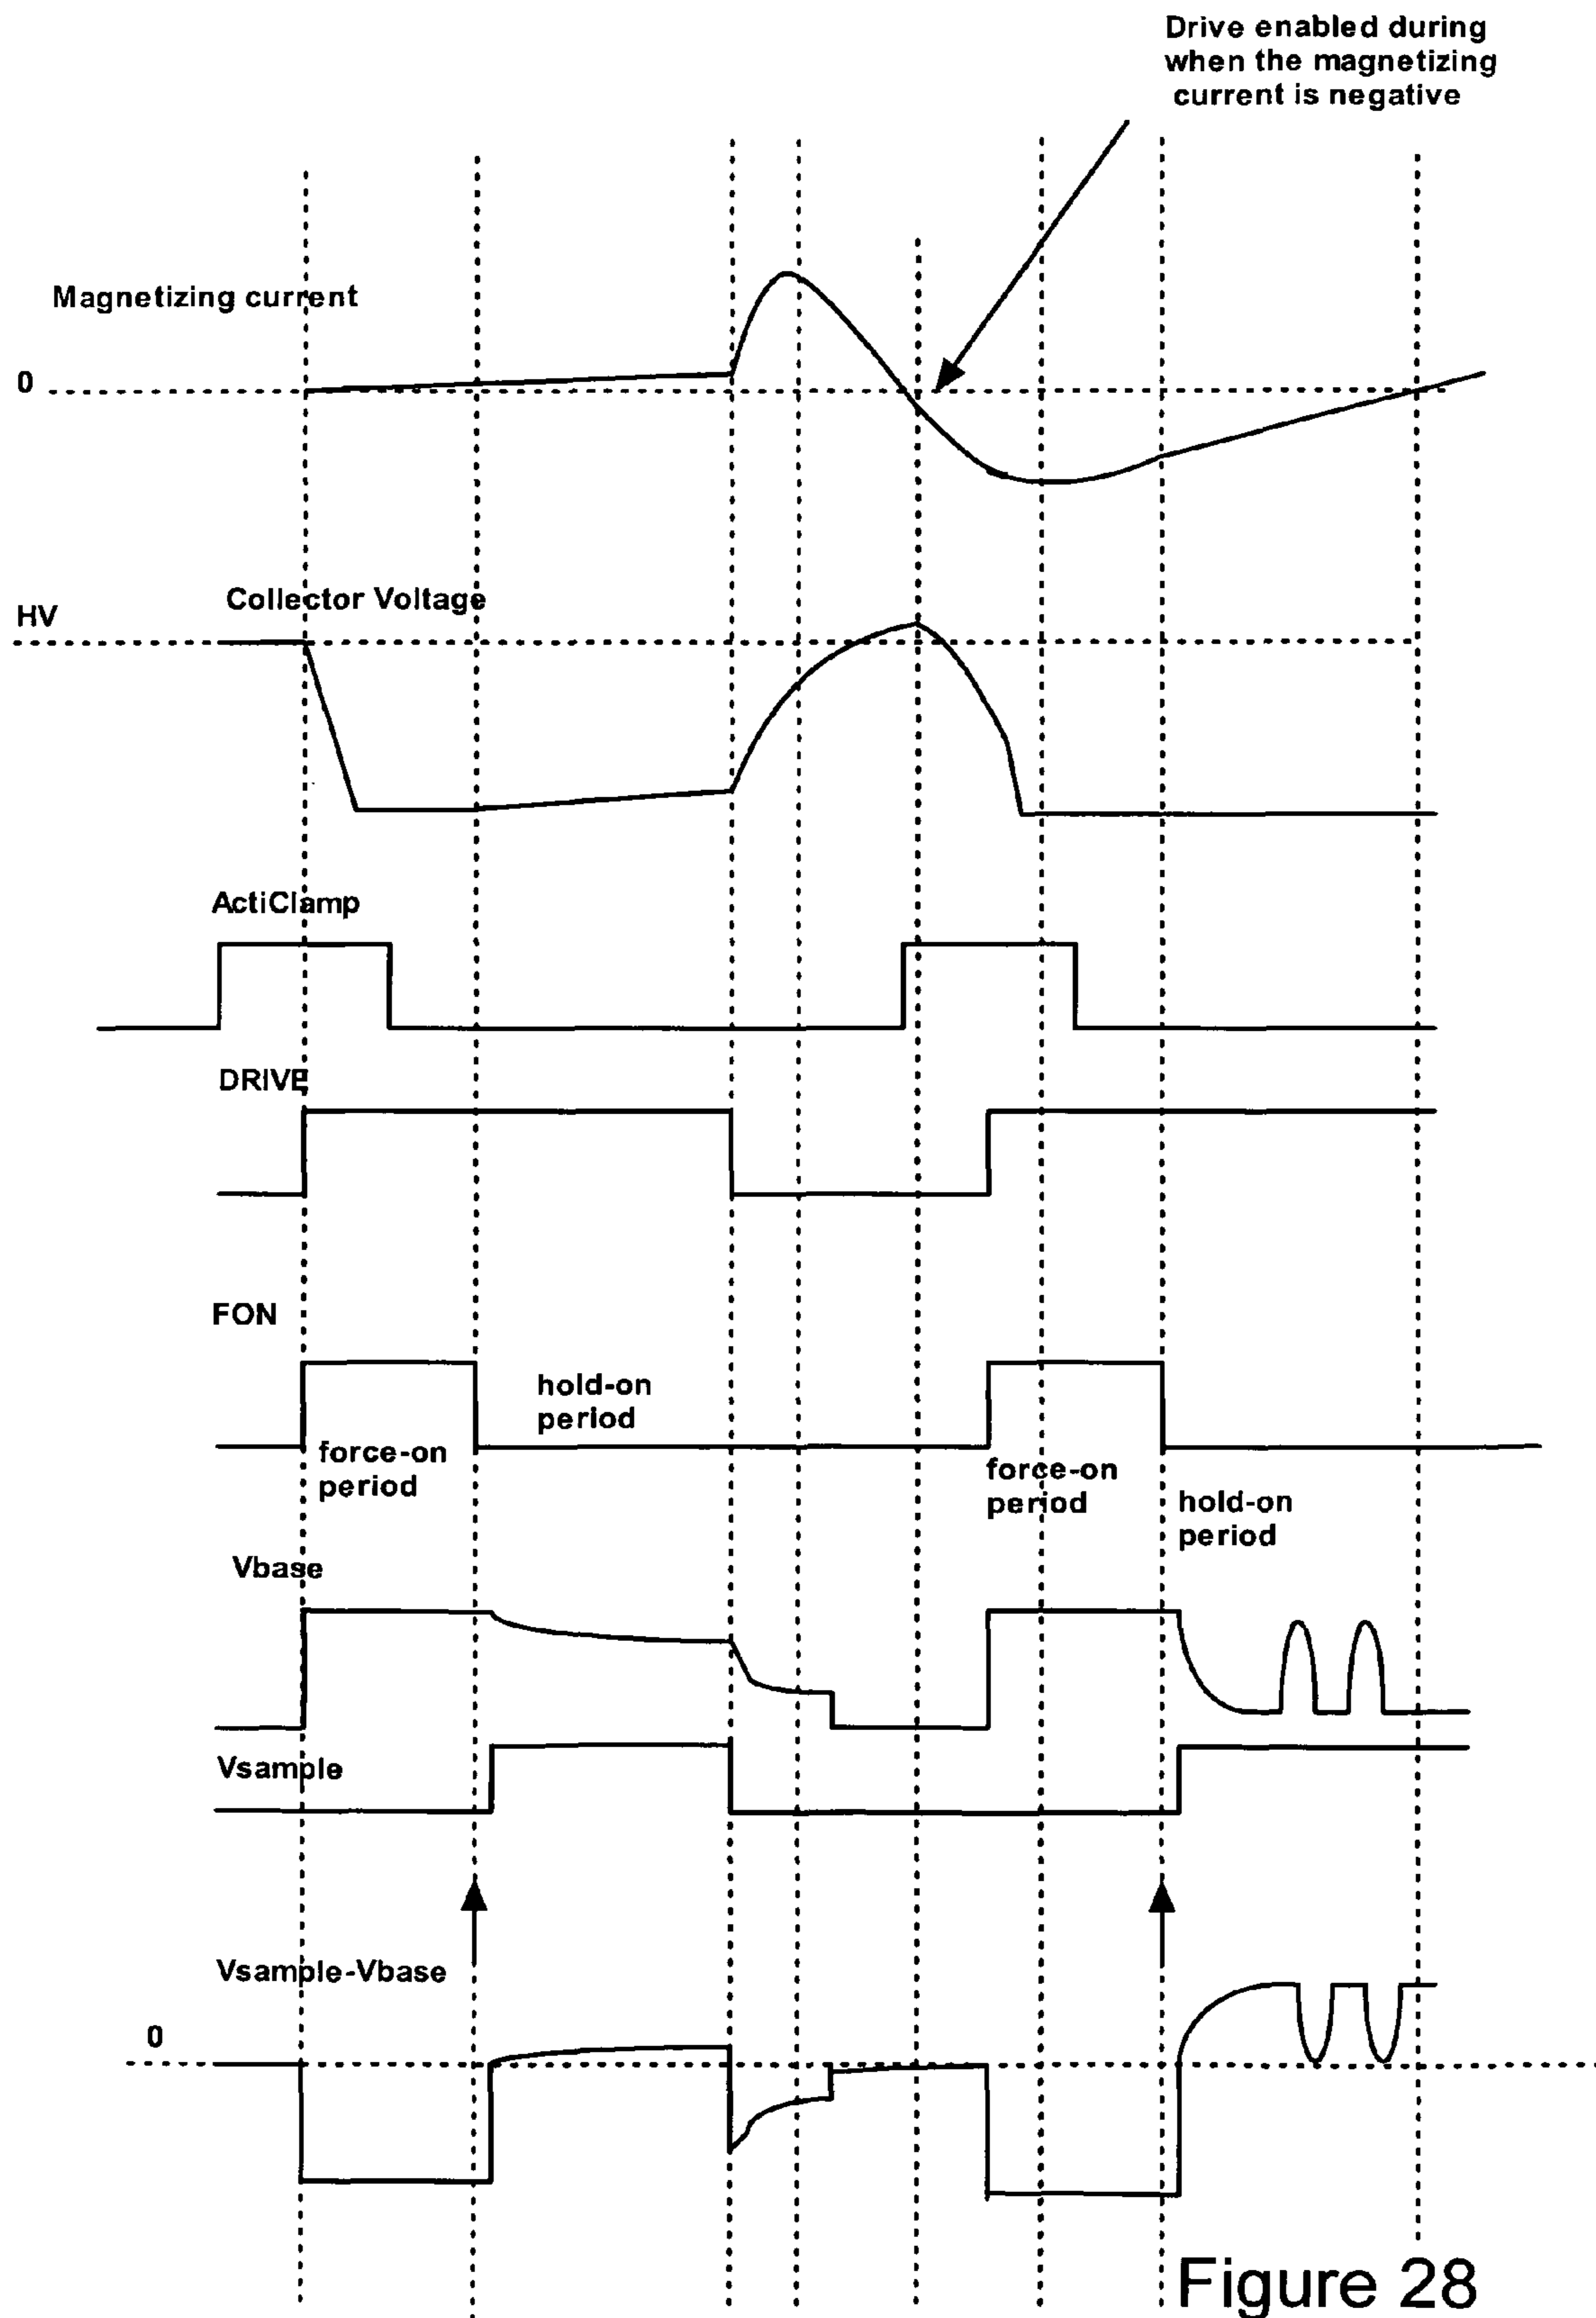 Drive enabled during
when the magnetizing
current is negative
Magnetizing current
0
Collector Voltage
HV
ActiClamp
DRIVE
FON
hold-on
period
force-on
period
force-on
period
hold-on
period
Vbase
Vsample
Vsample-Vbase
0
Figure 28